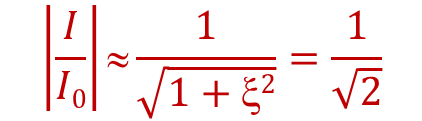 |I/I₀| ≈ 1/√(1 + ξ²) = 1/√2